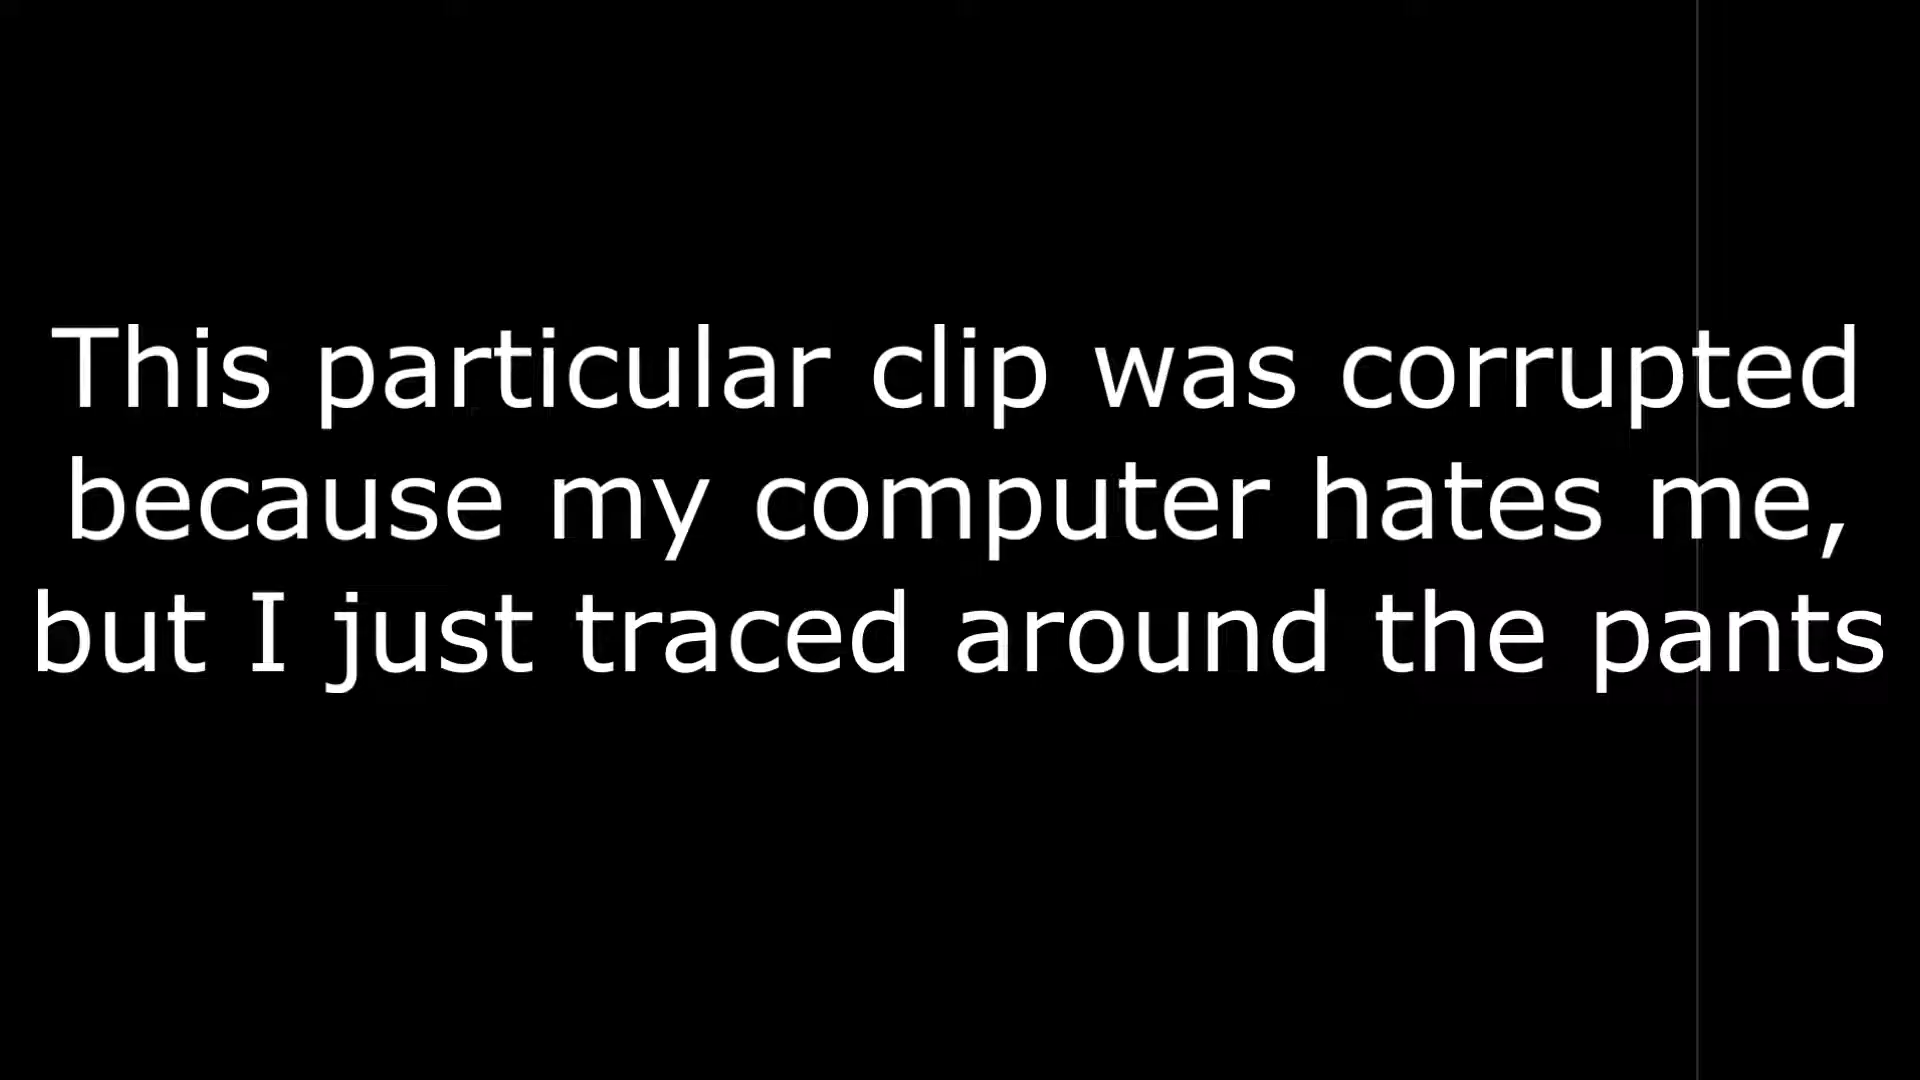 This particular clip was corrupted
because my computer hates me,
but I just traced around the pants